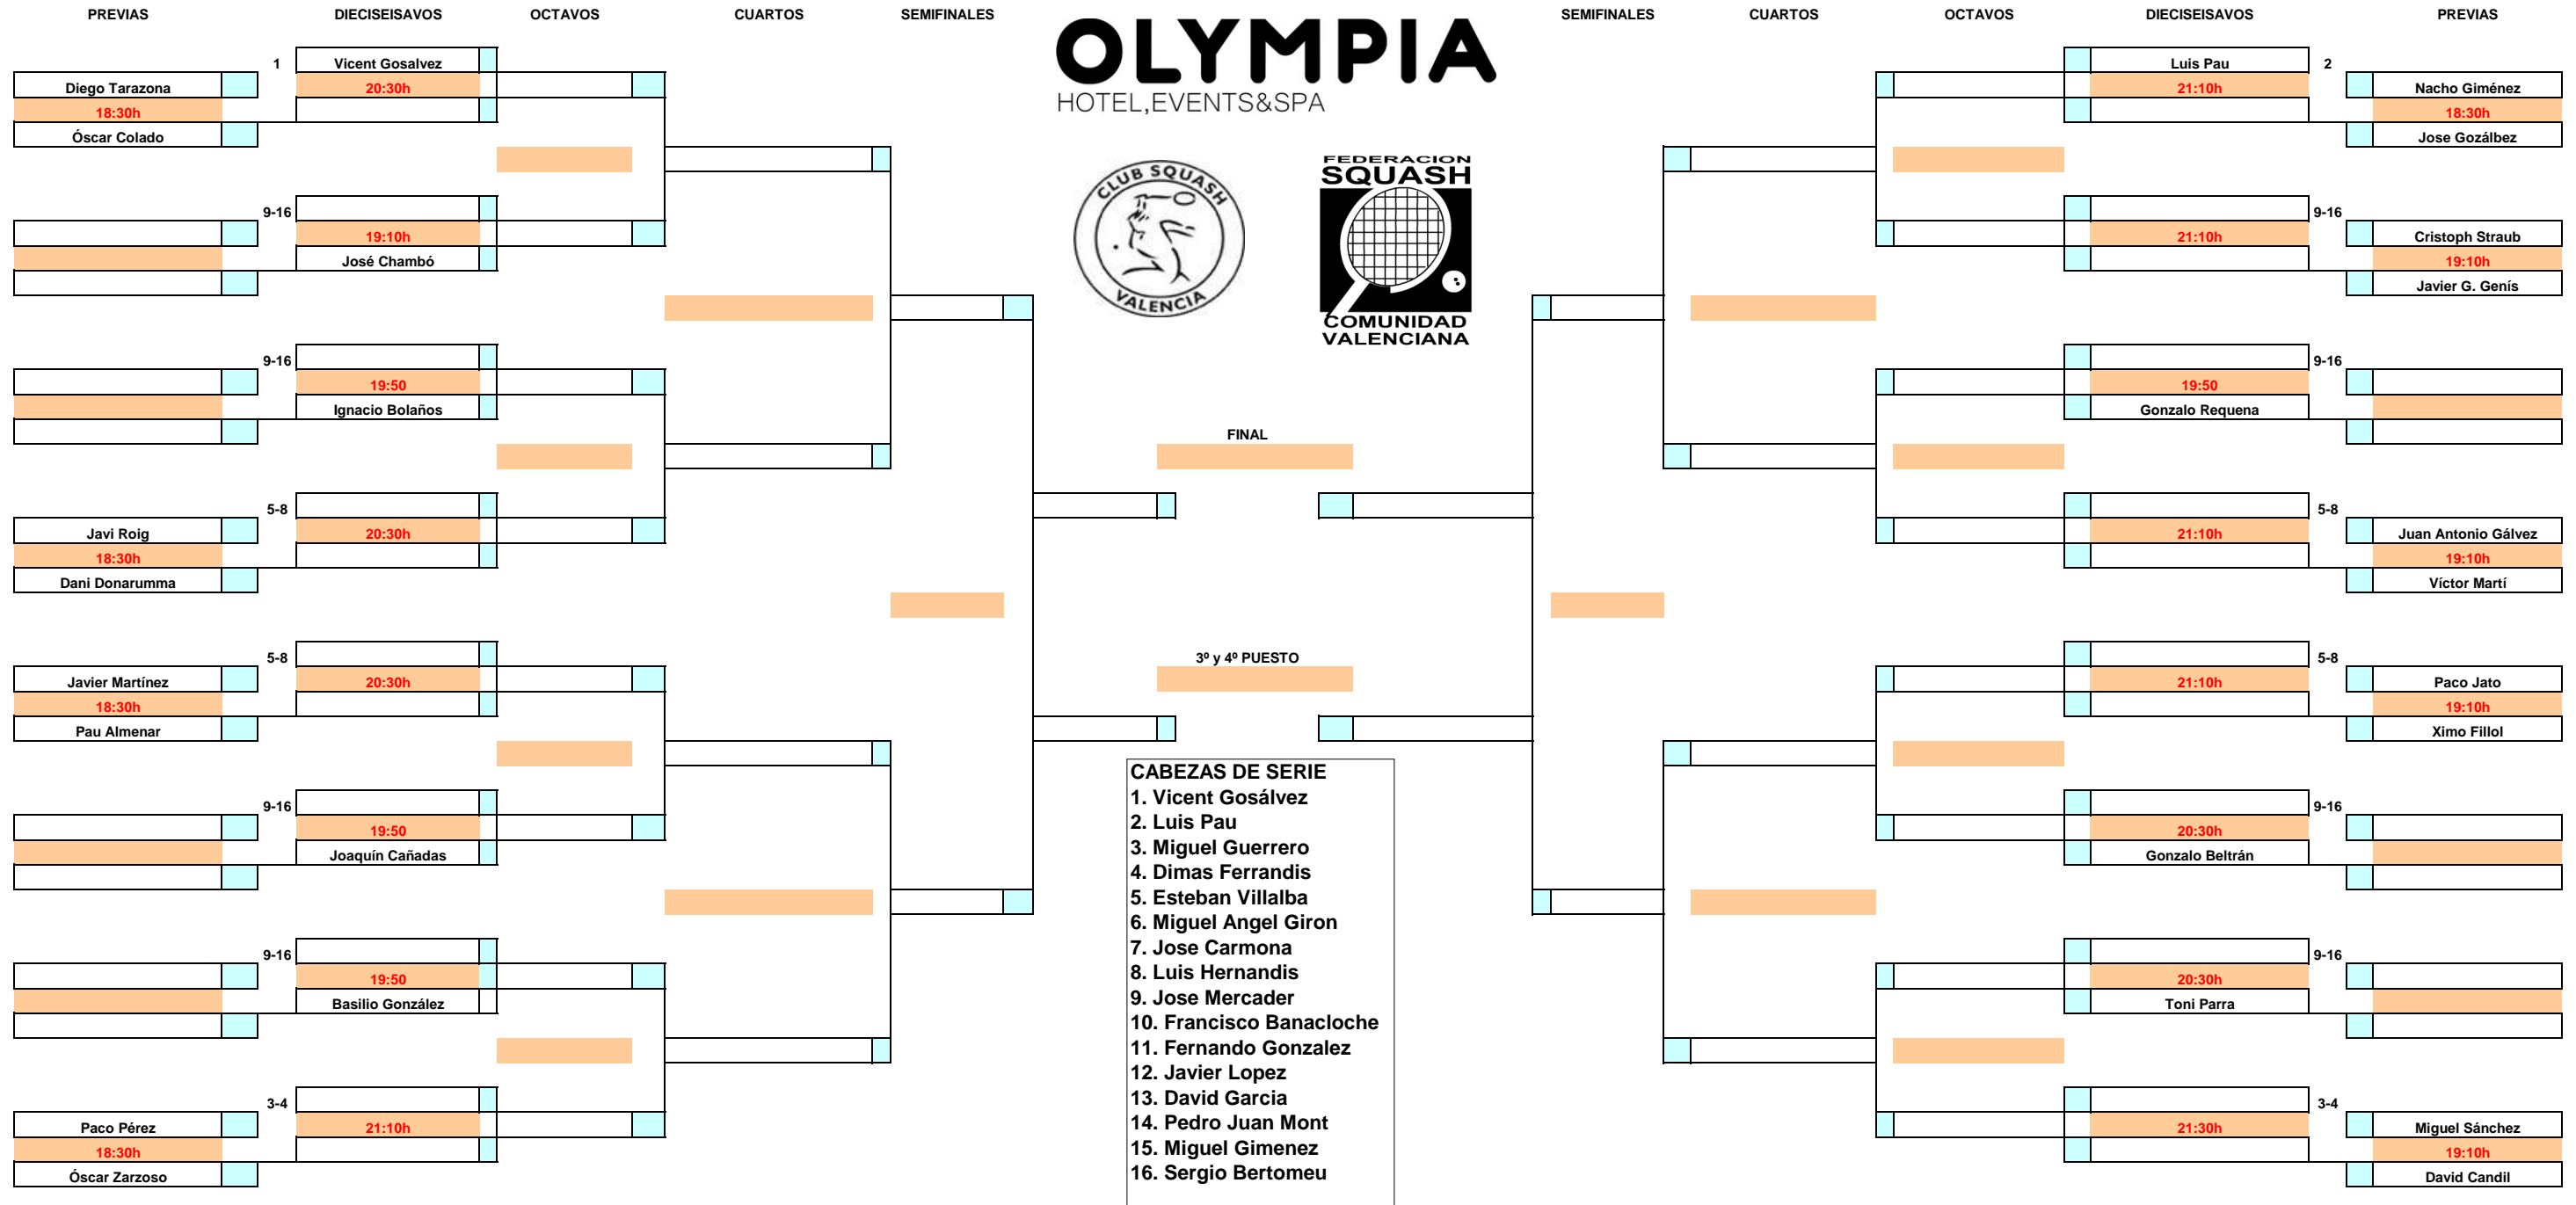 PREVIAS
DIECISEISAVOS
OCTAVOS
CUARTOS
SEMIFINALES
SEMIFINALES
CUARTOS
OCTAVOS
DIECISEISAVOS
PREVIAS
OLYMPIA
HOTEL,EVENTS&SPA
CLUB SQUASH
VALENCIA
FEDERACION
SQUASH
COMUNIDAD
VALENCIANA
1
Vicent Gosalvez
Diego Tarazona
20:30h
18:30h
Óscar Colado
9-16
19:10h
José Chambó
9-16
19:50
Ignacio Bolaños
5-8
Javi Roig
20:30h
18:30h
Dani Donarumma
5-8
Javier Martínez
20:30h
18:30h
Pau Almenar
9-16
19:50
Joaquín Cañadas
9-16
19:50
Basilio González
3-4
Paco Pérez
21:10h
18:30h
Óscar Zarzoso
FINAL
3º y 4º PUESTO
CABEZAS DE SERIE
1. Vicent Gosálvez
2. Luis Pau
3. Miguel Guerrero
4. Dimas Ferrandis
5. Esteban Villalba
6. Miguel Angel Giron
7. Jose Carmona
8. Luis Hernandis
9. Jose Mercader
10. Francisco Banacloche
11. Fernando Gonzalez
12. Javier Lopez
13. David Garcia
14. Pedro Juan Mont
15. Miguel Gimenez
16. Sergio Bertomeu
Luis Pau
2
21:10h
Nacho Giménez
18:30h
Jose Gozálbez
9-16
21:10h
Cristoph Straub
19:10h
Javier G. Genís
9-16
19:50
Gonzalo Requena
5-8
21:10h
Juan Antonio Gálvez
19:10h
Víctor Martí
5-8
21:10h
Paco Jato
19:10h
Ximo Fillol
9-16
20:30h
Gonzalo Beltrán
9-16
20:30h
Toni Parra
3-4
21:30h
Miguel Sánchez
19:10h
David Candil